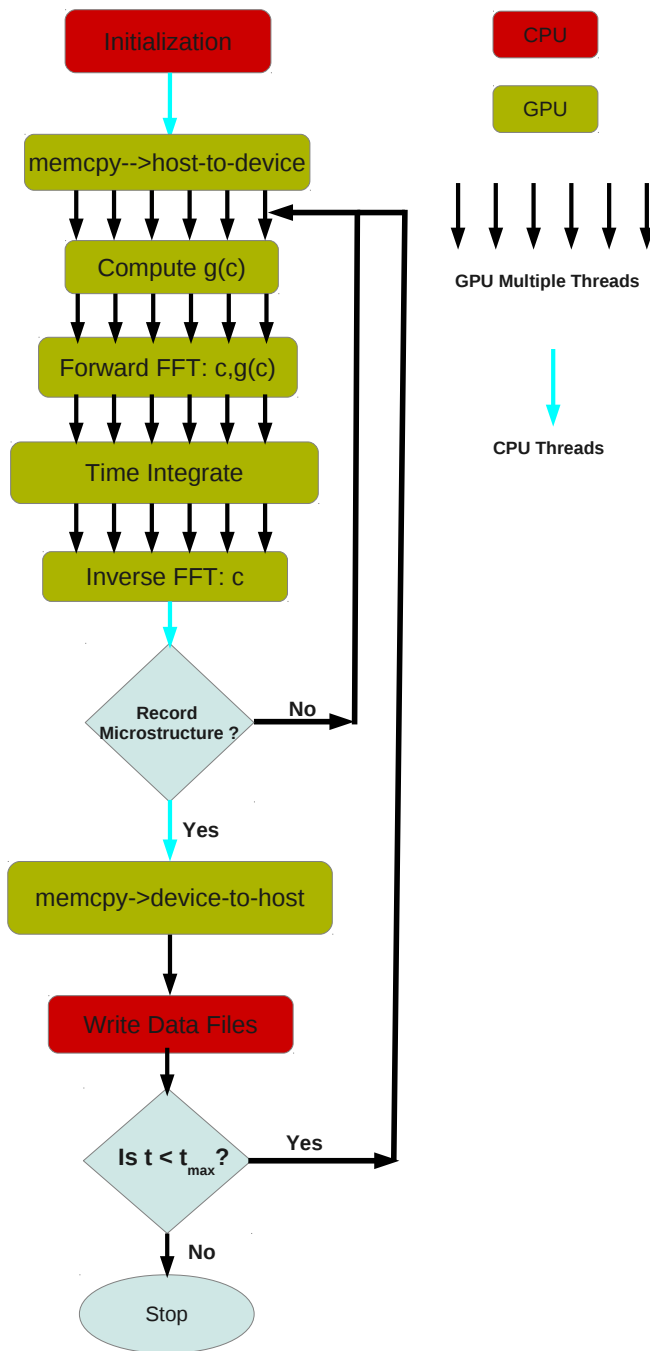 Initialization
memcpy-->host-to-device
Compute g(c)
Forward FFT: c,g(c)
Time Integrate
Inverse FFT: c
Record
Microstructure ?
No
Yes
memcpy->device-to-host
Write Data Files
Is t < tmax?
Yes
No
Stop
CPU
GPU
GPU Multiple Threads
CPU Threads